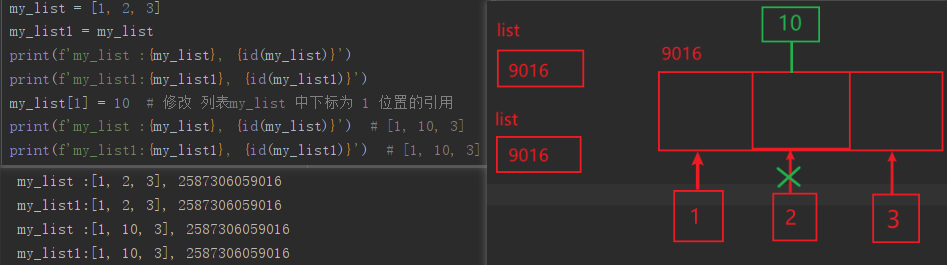 my_list = [1, 2, 3]
my_list1 = my_list
print(f'my_list :{my_list}, {id(my_list)}')
print(f'my_list1:{my_list1}, {id(my_list1)}')
my_list[1] = 10  # 修改 列表my_list 中下标为 1 位置的引用
print(f'my_list :{my_list}, {id(my_list)}')  # [1, 10, 3]
print(f'my_list1:{my_list1}, {id(my_list1)}')  # [1, 10, 3]
my_list :[1, 2, 3], 2587306059016
my_list1:[1, 2, 3], 2587306059016
my_list :[1, 10, 3], 2587306059016
my_list1:[1, 10, 3], 2587306059016
list
9016
list
9016
9016
10
1
2
3